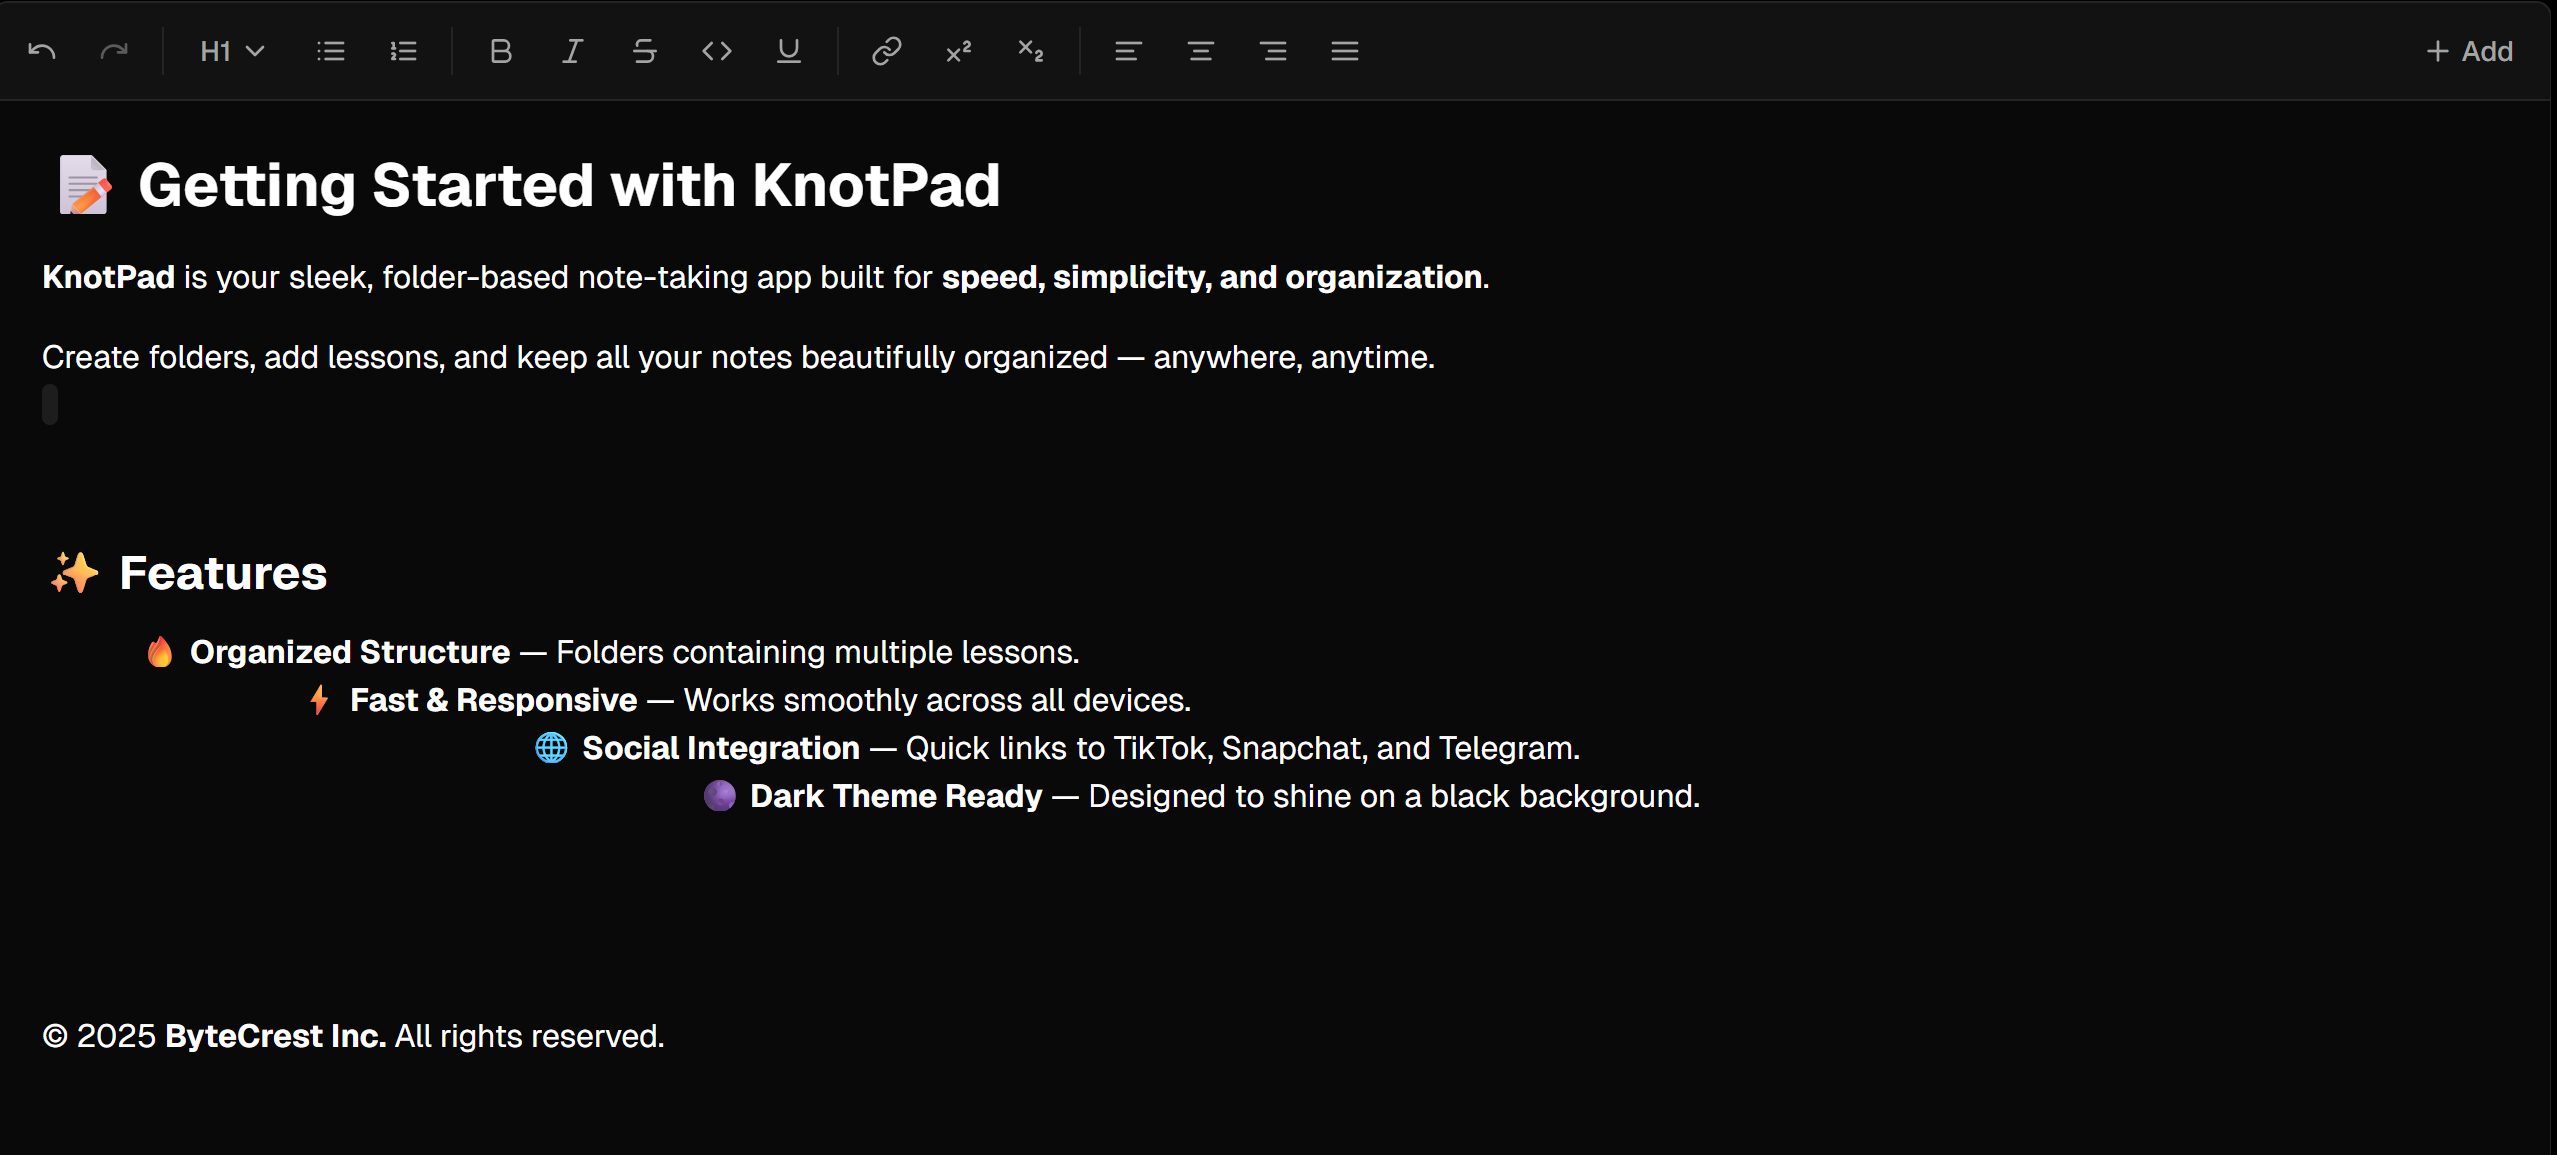 H1
Add
📝 Getting Started with KnotPad
KnotPad is your sleek, folder-based note-taking app built for speed, simplicity, and organization.
Create folders, add lessons, and keep all your notes beautifully organized — anywhere, anytime.
✨ Features
🔥 Organized Structure — Folders containing multiple lessons.
⚡ Fast & Responsive — Works smoothly across all devices.
🌐 Social Integration — Quick links to TikTok, Snapchat, and Telegram.
🟣 Dark Theme Ready — Designed to shine on a black background.
© 2025 ByteCrest Inc. All rights reserved.